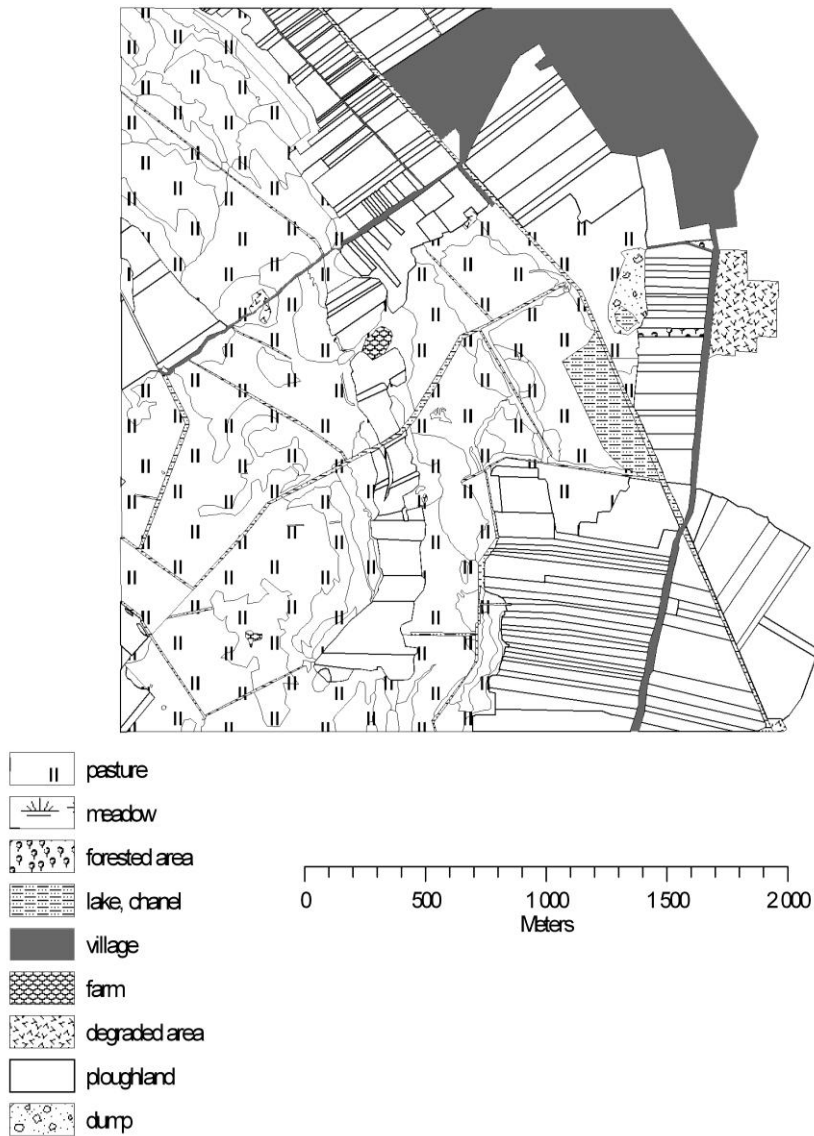 pasture
meadow
forested area
lake, chanel
village
farm
degraded area
ploughland
dump
0 500 1 000 1 500 2 000
Meters